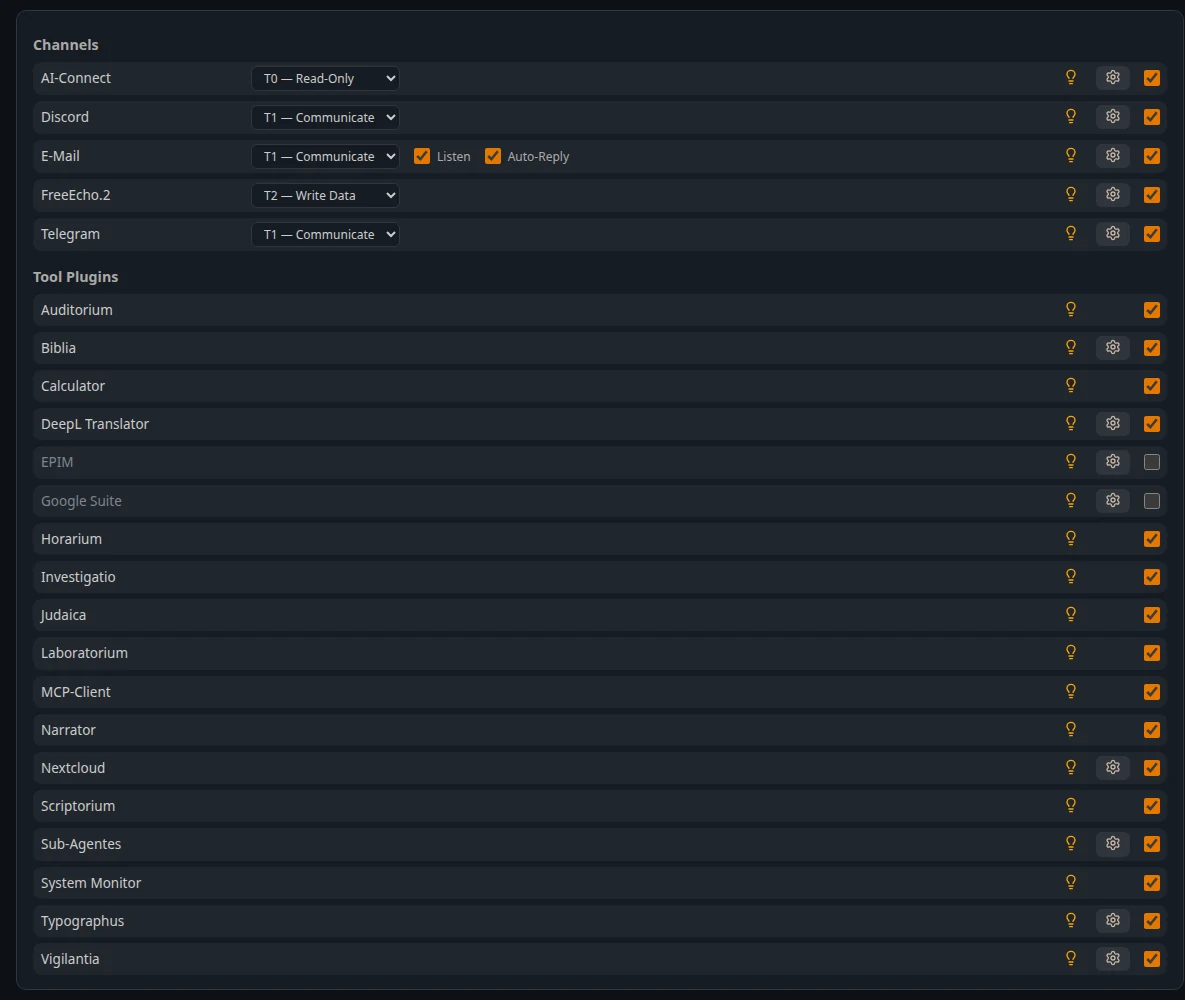 Channels
AI-Connect T0 — Read-Only
Discord T1 — Communicate
E-Mail T1 — Communicate Listen Auto-Reply
FreeEcho.2 T2 — Write Data
Telegram T1 — Communicate
Tool Plugins
Auditorium
Biblia
Calculator
DeepL Translator
EPIM
Google Suite
Horarium
Investigatio
Judaica
Laboratorium
MCP-Client
Narrator
Nextcloud
Scriptorium
Sub-Agentes
System Monitor
Typographus
Vigilantia